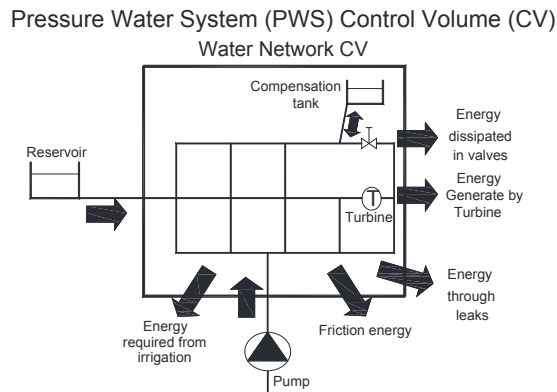 Pressure Water System (PWS) Control Volume (CV)
Water Network CV
Compensation
tank
Energy
dissipated
in valves
Reservoir
Energy
Generate by
Turbine
T
Turbine
Energy
through
leaks
Energy
required from
irrigation
Friction energy
Pump